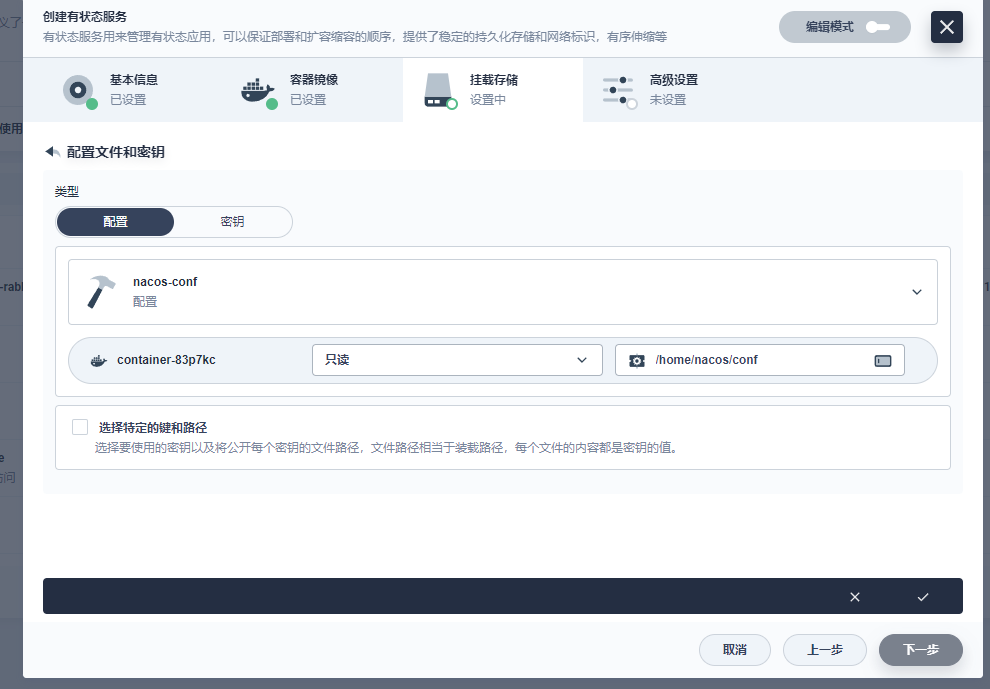 创建有状态服务
有状态服务用来管理有状态应用，可以保证部署和扩容缩容的顺序，提供了稳定的持久化存储和网络标识，有序伸缩等
编辑模式
基本信息
已设置
容器镜像
已设置
挂载存储
设置中
高级设置
未设置
义了
使用
-rabl
e
访问
1
配置文件和密钥
类型
配置
密钥
nacos-conf
配置
container-83p7kc
只读
/home/nacos/conf
选择特定的键和路径
选择要使用的密钥以及将公开每个密钥的文件路径，文件路径相当于装载路径，每个文件的内容都是密钥的值。
取消
上一步
下一步